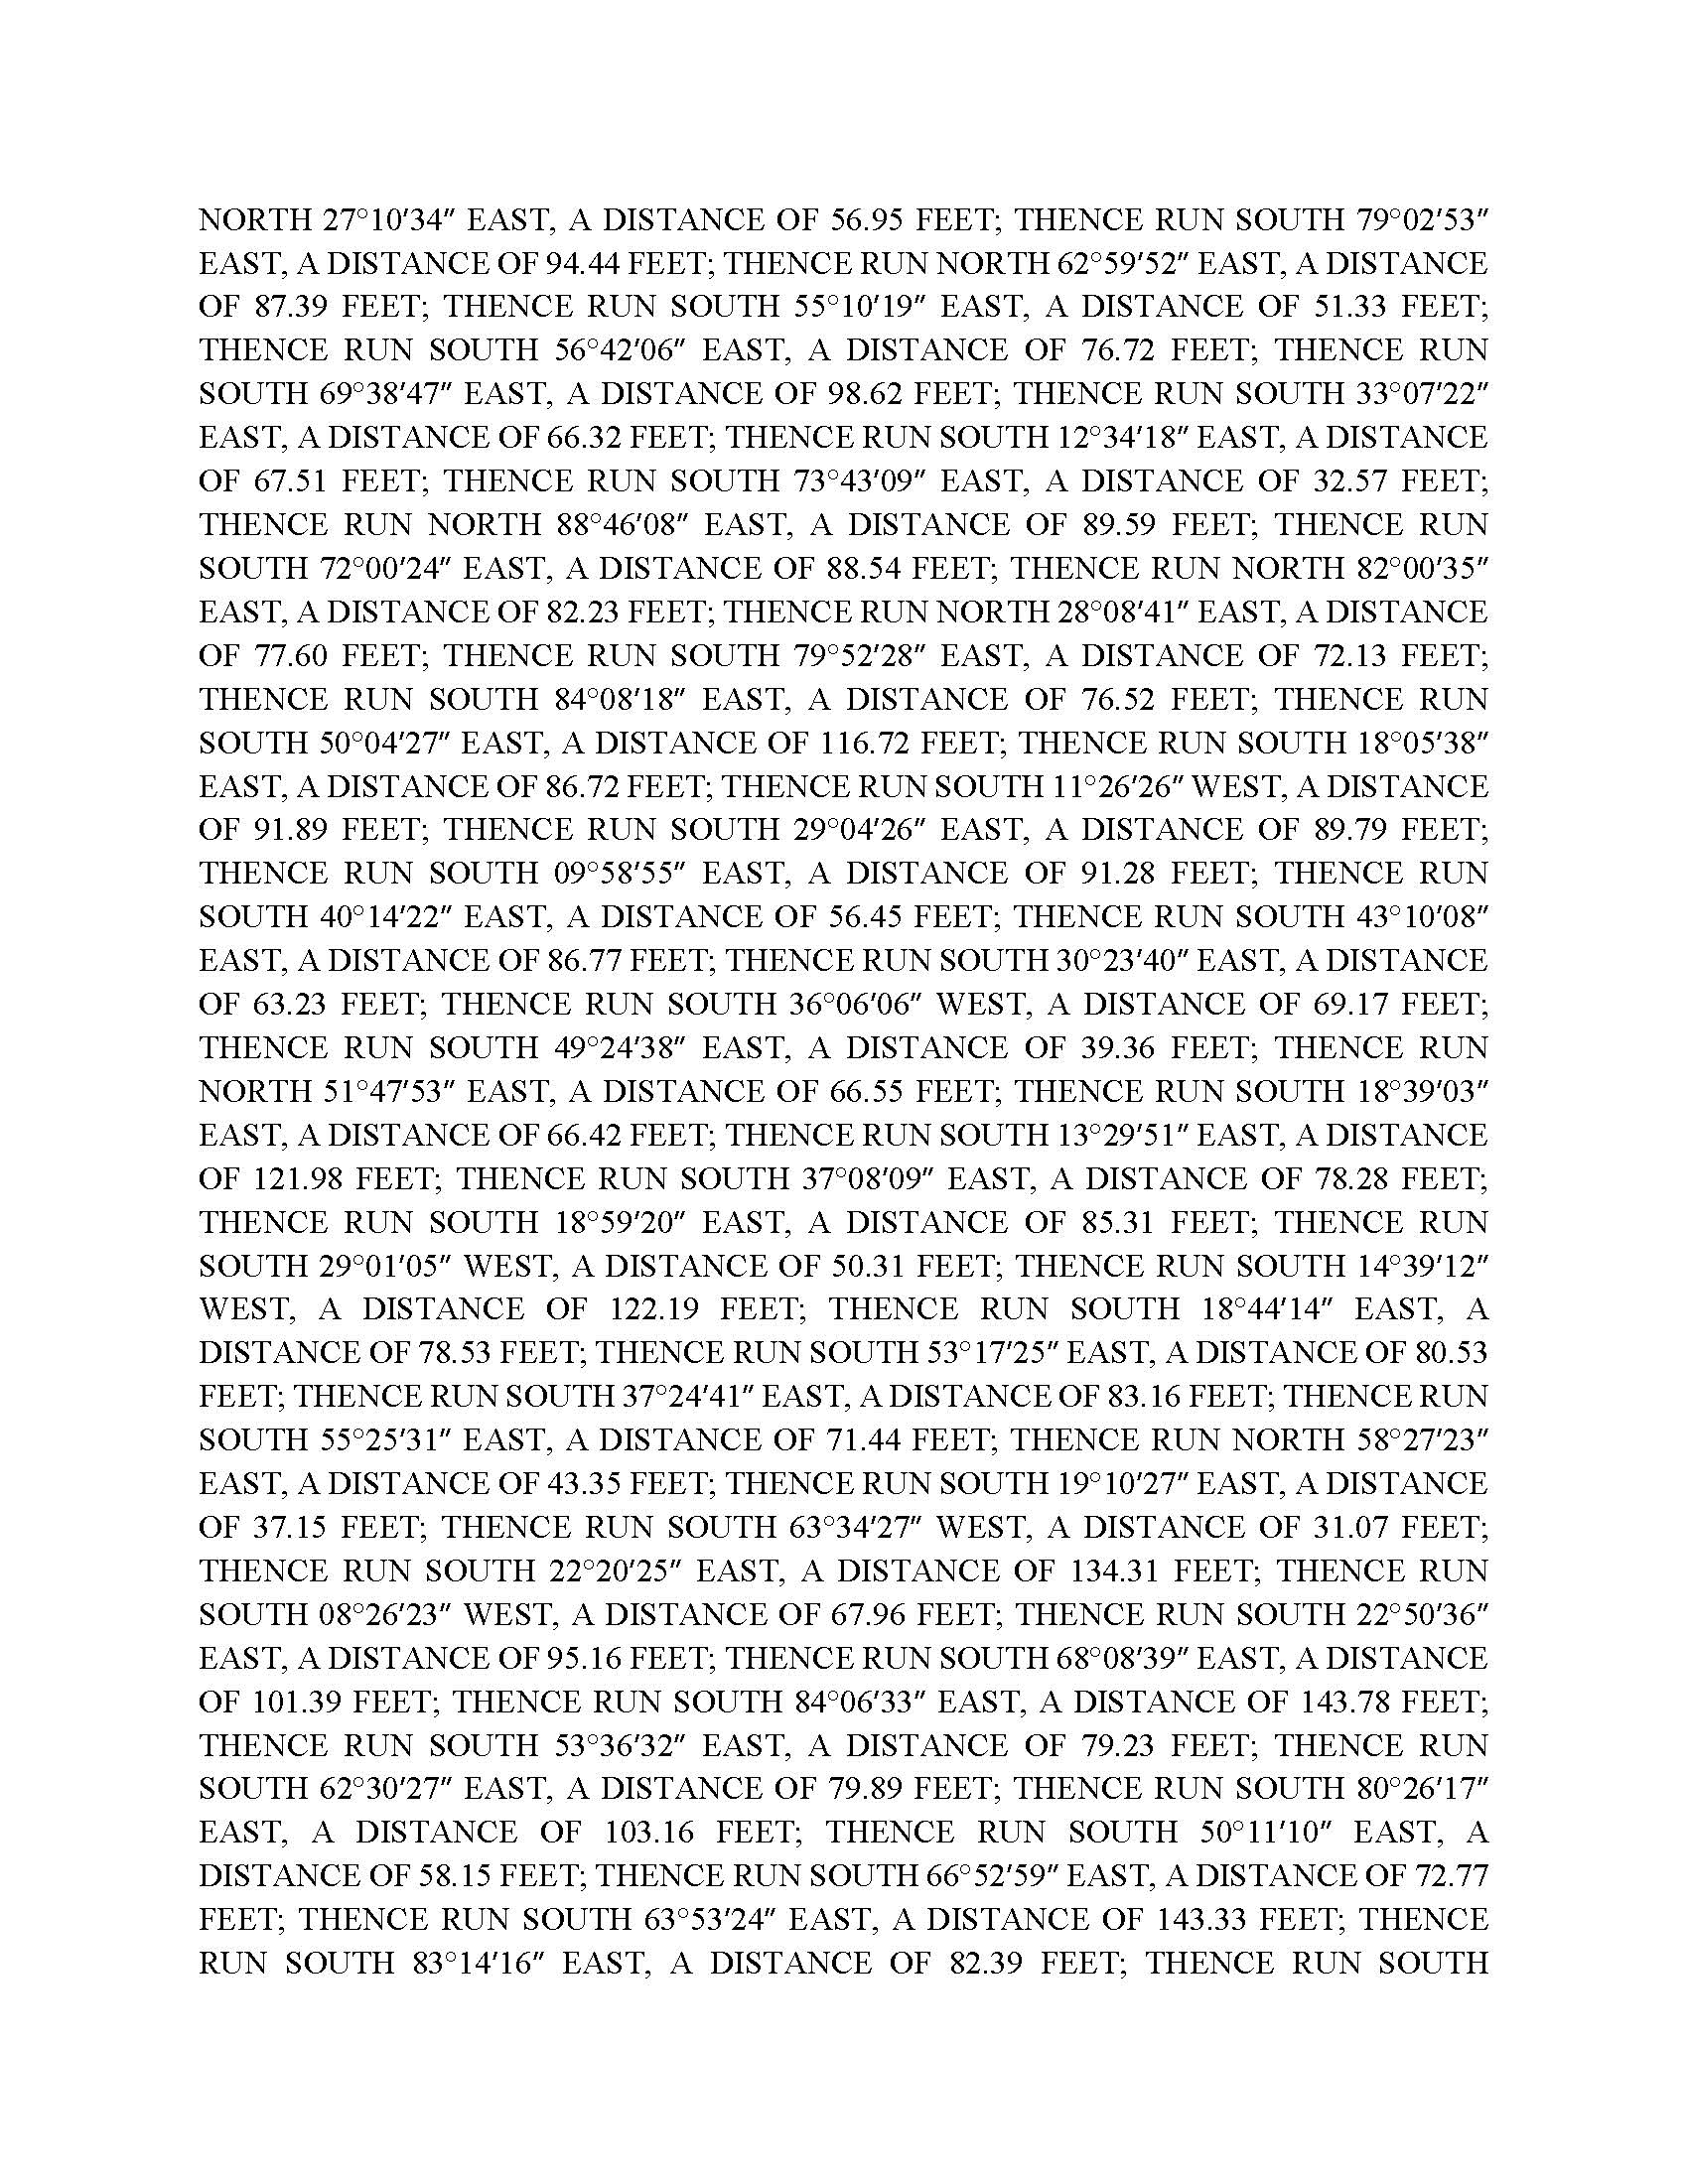 NORTH 27°10′34″ EAST, A DISTANCE OF 56.95 FEET; THENCE RUN SOUTH 79°02′53″
EAST, A DISTANCE OF 94.44 FEET; THENCE RUN NORTH 62°59′52″ EAST, A DISTANCE
OF 87.39 FEET; THENCE RUN SOUTH 55°10′19″ EAST, A DISTANCE OF 51.33 FEET;
THENCE RUN SOUTH 56°42′06″ EAST, A DISTANCE OF 76.72 FEET; THENCE RUN
SOUTH 69°38′47″ EAST, A DISTANCE OF 98.62 FEET; THENCE RUN SOUTH 33°07′22″
EAST, A DISTANCE OF 66.32 FEET; THENCE RUN SOUTH 12°34′18″ EAST, A DISTANCE
OF 67.51 FEET; THENCE RUN SOUTH 73°43′09″ EAST, A DISTANCE OF 32.57 FEET;
THENCE RUN NORTH 88°46′08″ EAST, A DISTANCE OF 89.59 FEET; THENCE RUN
SOUTH 72°00′24″ EAST, A DISTANCE OF 88.54 FEET; THENCE RUN NORTH 82°00′35″
EAST, A DISTANCE OF 82.23 FEET; THENCE RUN NORTH 28°08′41″ EAST, A DISTANCE
OF 77.60 FEET; THENCE RUN SOUTH 79°52′28″ EAST, A DISTANCE OF 72.13 FEET;
THENCE RUN SOUTH 84°08′18″ EAST, A DISTANCE OF 76.52 FEET; THENCE RUN
SOUTH 50°04′27″ EAST, A DISTANCE OF 116.72 FEET; THENCE RUN SOUTH 18°05′38″
EAST, A DISTANCE OF 86.72 FEET; THENCE RUN SOUTH 11°26′26″ WEST, A DISTANCE
OF 91.89 FEET; THENCE RUN SOUTH 29°04′26″ EAST, A DISTANCE OF 89.79 FEET;
THENCE RUN SOUTH 09°58′55″ EAST, A DISTANCE OF 91.28 FEET; THENCE RUN
SOUTH 40°14′22″ EAST, A DISTANCE OF 56.45 FEET; THENCE RUN SOUTH 43°10′08″
EAST, A DISTANCE OF 86.77 FEET; THENCE RUN SOUTH 30°23′40″ EAST, A DISTANCE
OF 63.23 FEET; THENCE RUN SOUTH 36°06′06″ WEST, A DISTANCE OF 69.17 FEET;
THENCE RUN SOUTH 49°24′38″ EAST, A DISTANCE OF 39.36 FEET; THENCE RUN
NORTH 51°47′53″ EAST, A DISTANCE OF 66.55 FEET; THENCE RUN SOUTH 18°39′03″
EAST, A DISTANCE OF 66.42 FEET; THENCE RUN SOUTH 13°29′51″ EAST, A DISTANCE
OF 121.98 FEET; THENCE RUN SOUTH 37°08′09″ EAST, A DISTANCE OF 78.28 FEET;
THENCE RUN SOUTH 18°59′20″ EAST, A DISTANCE OF 85.31 FEET; THENCE RUN
SOUTH 29°01′05″ WEST, A DISTANCE OF 50.31 FEET; THENCE RUN SOUTH 14°39′12″
WEST, A DISTANCE OF 122.19 FEET; THENCE RUN SOUTH 18°44′14″ EAST, A
DISTANCE OF 78.53 FEET; THENCE RUN SOUTH 53°17′25″ EAST, A DISTANCE OF 80.53
FEET; THENCE RUN SOUTH 37°24′41″ EAST, A DISTANCE OF 83.16 FEET; THENCE RUN
SOUTH 55°25′31″ EAST, A DISTANCE OF 71.44 FEET; THENCE RUN NORTH 58°27′23″
EAST, A DISTANCE OF 43.35 FEET; THENCE RUN SOUTH 19°10′27″ EAST, A DISTANCE
OF 37.15 FEET; THENCE RUN SOUTH 63°34′27″ WEST, A DISTANCE OF 31.07 FEET;
THENCE RUN SOUTH 22°20′25″ EAST, A DISTANCE OF 134.31 FEET; THENCE RUN
SOUTH 08°26′23″ WEST, A DISTANCE OF 67.96 FEET; THENCE RUN SOUTH 22°50′36″
EAST, A DISTANCE OF 95.16 FEET; THENCE RUN SOUTH 68°08′39″ EAST, A DISTANCE
OF 101.39 FEET; THENCE RUN SOUTH 84°06′33″ EAST, A DISTANCE OF 143.78 FEET;
THENCE RUN SOUTH 53°36′32″ EAST, A DISTANCE OF 79.23 FEET; THENCE RUN
SOUTH 62°30′27″ EAST, A DISTANCE OF 79.89 FEET; THENCE RUN SOUTH 80°26′17″
EAST, A DISTANCE OF 103.16 FEET; THENCE RUN SOUTH 50°11′10″ EAST, A
DISTANCE OF 58.15 FEET; THENCE RUN SOUTH 66°52′59″ EAST, A DISTANCE OF 72.77
FEET; THENCE RUN SOUTH 63°53′24″ EAST, A DISTANCE OF 143.33 FEET; THENCE
RUN SOUTH 83°14′16″ EAST, A DISTANCE OF 82.39 FEET; THENCE RUN SOUTH